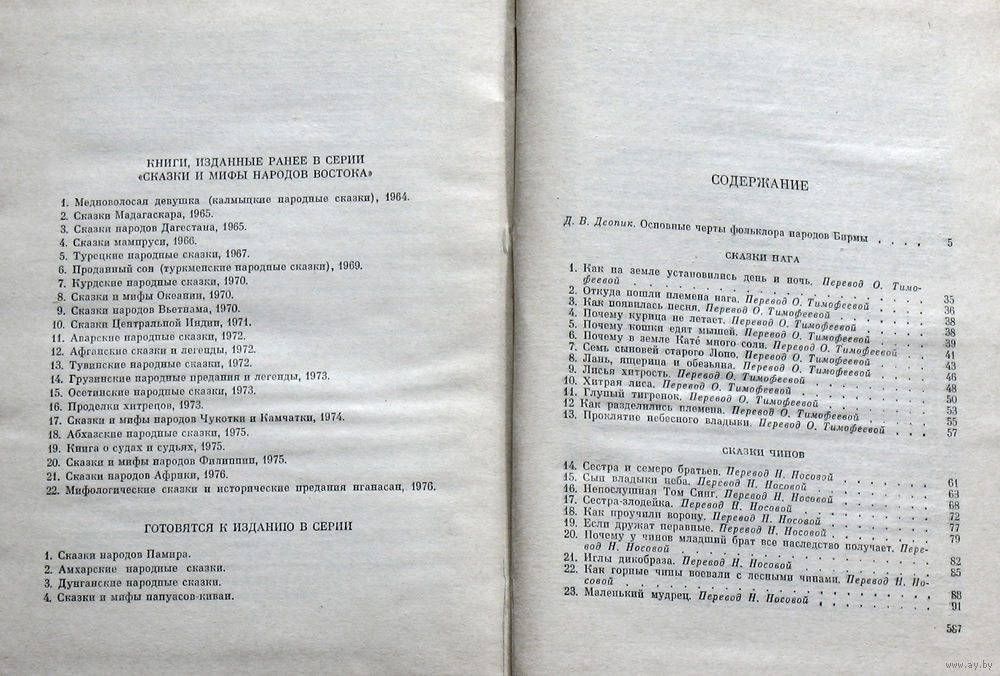 КНИГИ, ИЗДАННЫЕ РАНЕЕ В СЕРИИ
«СКАЗКИ И МИФЫ НАРОДОВ ВОСТОКА»
1. Медноволосая девушка (калмыцкие народные сказки), 1964.
2. Сказки Мадагаскара, 1965.
3. Сказки народов Дагестана, 1965.
4. Сказки мампруси, 1966.
5. Турецкие народные сказки, 1967.
6. Проданный сон (туркменские народные сказки), 1969.
7. Курдские народные сказки, 1970.
8. Сказки и мифы Океании, 1970.
9. Сказки народов Вьетнама, 1970.
10. Сказки Центральной Индии, 1971.
11. Аварские народные сказки, 1972.
12. Афганские сказки и легенды, 1972.
13. Тувинские народные сказки, 1972.
14. Грузинские народные предания и легенды, 1973.
15. Осетинские народные сказки, 1973.
16. Проделки хитрецов, 1973.
17. Сказки и мифы народов Чукотки и Камчатки, 1974.
18. Абхазские народные сказки, 1975.
19. Книга о судах и судьях, 1975.
20. Сказки и мифы народов Филиппин, 1975.
21. Сказки народов Африки, 1976.
22. Мифологические сказки и исторические предания нганасан, 1976.
ГОТОВЯТСЯ К ИЗДАНИЮ В СЕРИИ
1. Сказки народов Памира.
2. Амхарские народные сказки.
3. Дунганские народные сказки.
4. Сказки и мифы папуасов-киваи.
СОДЕРЖАНИЕ
Д. В. Деопик. Основные черты фольклора народов Бирмы . . . . 5
СКАЗКИ НАГА
1. Как на земле установились день и ночь. Перевод О. Тимо-
феевой . . . . . . . . . . 35
2. Откуда пошли племена нага. Перевод О. Тимофеевой . . . 36
3. Как появилась песня. Перевод О. Тимофеевой . . . 38
4. Почему курица не летает. Перевод О. Тимофеевой . . . 38
5. Почему кошки едят мышей. Перевод О. Тимофеевой . . . 39
6. Почему в земле Катé много соли. Перевод О. Тимофеевой . . 41
7. Семь сыновей старого Лопо. Перевод О. Тимофеевой . . . 43
8. Лань, ящерица и обезьяна. Перевод О. Тимофеевой . . . 46
9. Лисья хитрость. Перевод О. Тимофеевой . . . 48
10. Хитрая лиса. Перевод О. Тимофеевой . . . 50
11. Глупый тигренок. Перевод О. Тимофеевой . . . 53
12 Как разделились племена. Перевод О. Тимофеевой . . . 55
13. Проклятие небесного владыки. Перевод О. Тимофеевой . . . 57
СКАЗКИ ЧИНОВ
14. Сестра и семеро братьев. Перевод Н. Носовой . . . 61
15. Сын владыки неба. Перевод Н. Носовой . . . 63
16. Непослушная Том Синг. Перевод Н. Носовой . . . 68
17. Сестра-злодейка. Перевод Н. Носовой . . . 72
18. Как проучили ворону. Перевод Н. Носовой . . . 77
19. Если дружат неравные. Перевод Н. Носовой . . . 79
20. Почему у чинов младший брат все наследство получает. Пере-
вод Н. Носовой . . . . . . . . 82
21. Иглы дикобраза. Перевод Н. Носовой . . . 85
22. Как горные чины воевали с лесными чинами. Перевод Н. Но-
совой . . . . . . . . . . 88
23. Маленький мудрец. Перевод Н. Носовой . . . 91
587
www.ay.by